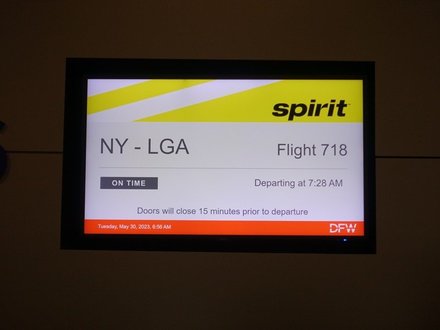 spirit
NY - LGA Flight 718
ON TIME Departing at 7:28 AM
Doors will close 15 minutes prior to departure
Tuesday, May 30, 2023, 6:56 AM DFW